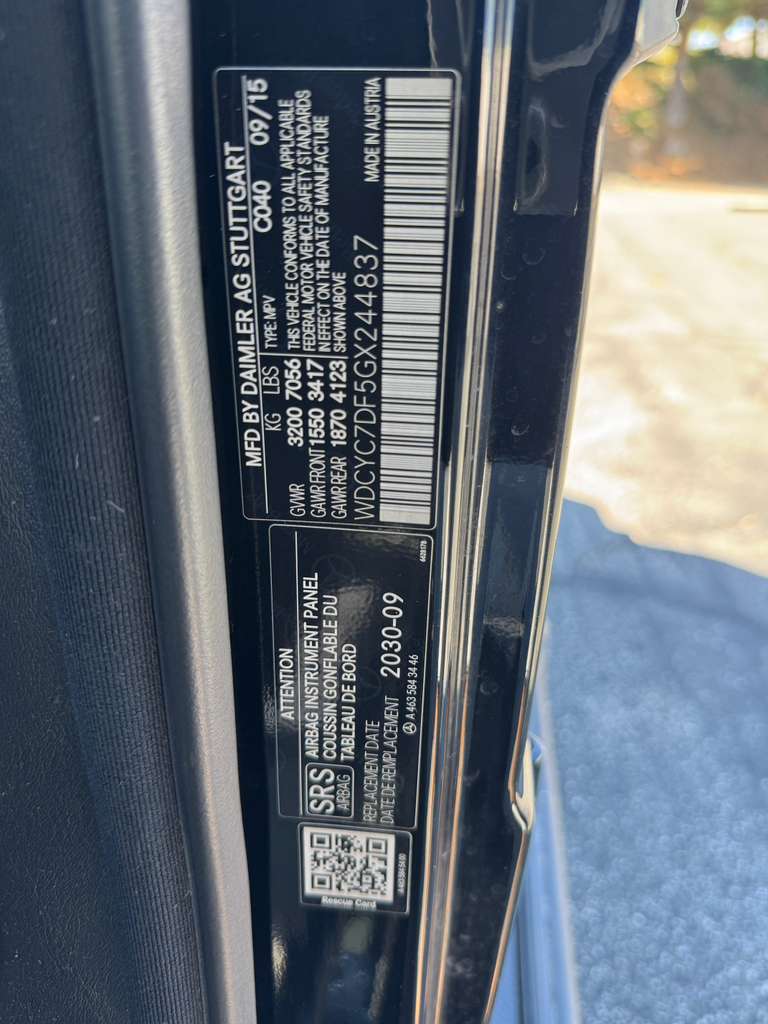 MFD BY DAIMLER AG STUTTGART
KG LBS TYPE: MPV C040 09/15
GVWR 3200 7056 THIS VEHICLE CONFORMS TO ALL APPLICABLE
GAWR FRONT 1550 3417 FEDERAL MOTOR VEHICLE SAFETY STANDARDS
GAWR REAR 1870 4123 IN EFFECT ON THE DATE OF MANUFACTURE
SHOWN ABOVE
WDCYC7DF5GX244837 MADE IN AUSTRIA
ATTENTION
SRS
AIRBAG
AIRBAG INSTRUMENT PANEL
COUSSIN GONFLABLE DU
TABLEAU DE BORD
REPLACEMENT DATE
DATE DE REMPLACEMENT
2030-09
A 463 584 34 46
Rescue Card